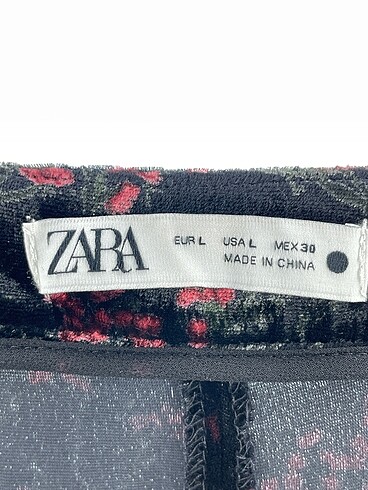 ZARA
EUR L USA L MEX 30
MADE IN CHINA